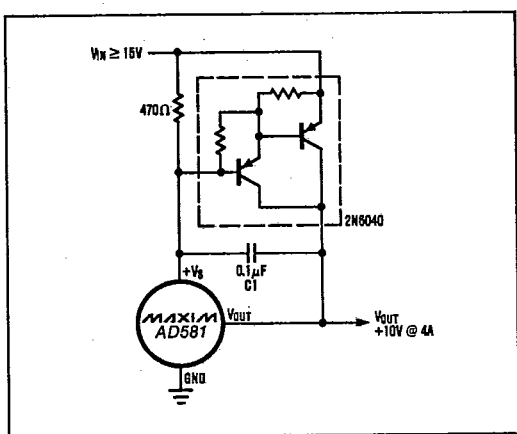 VIN ≥ 15V
470Ω
2N6040
+VS
0.1µF
C1
MAXIM
AD581
VOUT
VOUT
+10V @ 4A
GND